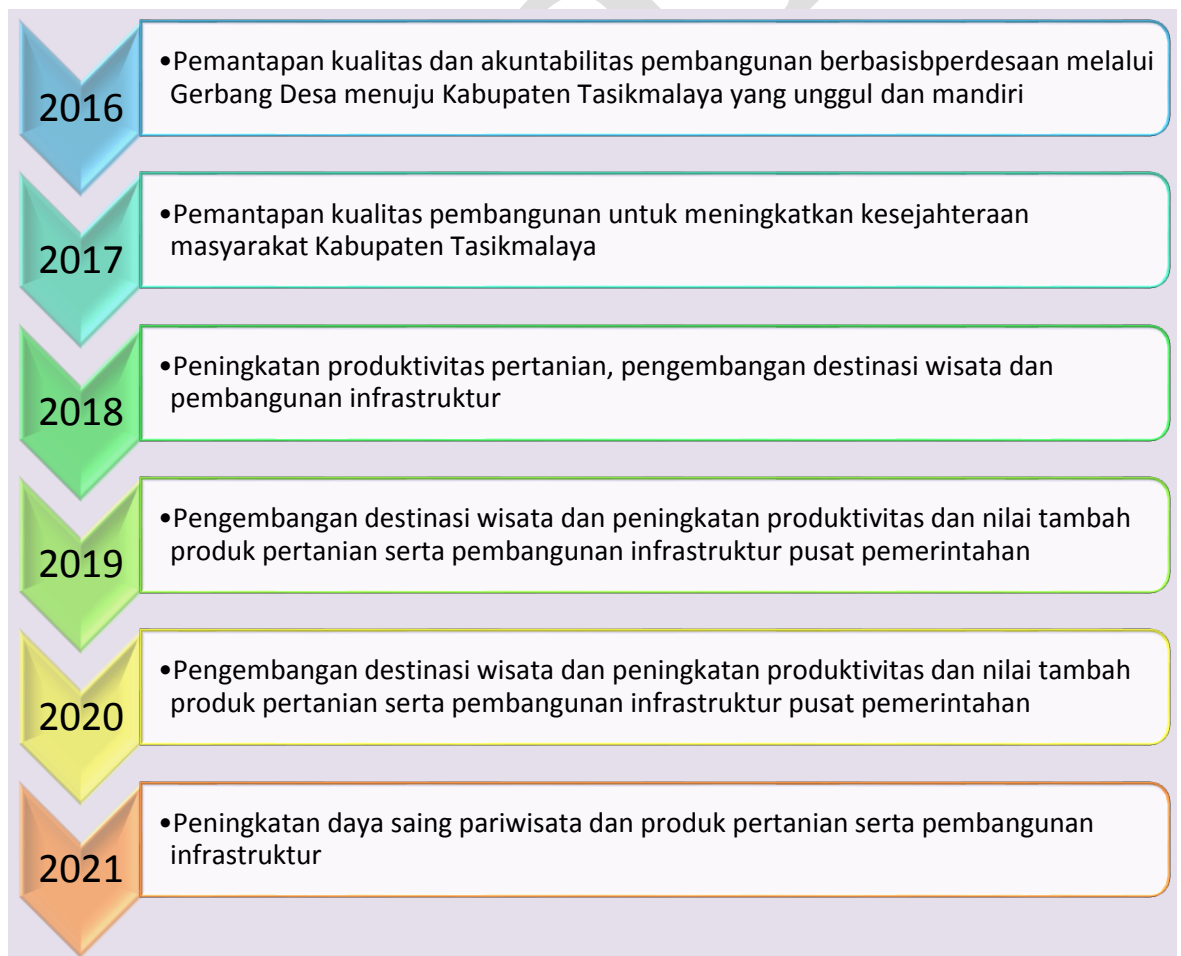 2016
•Pemantapan kualitas dan akuntabilitas pembangunan berbasisbperdesaan melalui
Gerbang Desa menuju Kabupaten Tasikmalaya yang unggul dan mandiri
2017
•Pemantapan kualitas pembangunan untuk meningkatkan kesejahteraan
masyarakat Kabupaten Tasikmalaya
2018
•Peningkatan produktivitas pertanian, pengembangan destinasi wisata dan
pembangunan infrastruktur
2019
•Pengembangan destinasi wisata dan peningkatan produktivitas dan nilai tambah
produk pertanian serta pembangunan infrastruktur pusat pemerintahan
2020
•Pengembangan destinasi wisata dan peningkatan produktivitas dan nilai tambah
produk pertanian serta pembangunan infrastruktur pusat pemerintahan
2021
•Peningkatan daya saing pariwisata dan produk pertanian serta pembangunan
infrastruktur